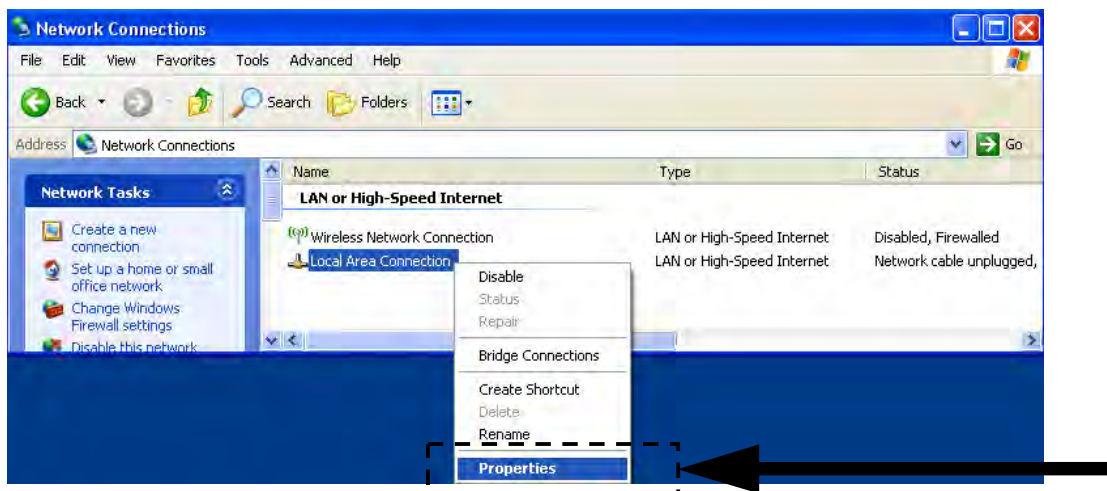 Network Connections
File Edit View Favorites Tools Advanced Help
Back Search Folders
Address Network Connections Go
Name Type Status
Network Tasks
LAN or High-Speed Internet
Create a new
connection
Wireless Network Connection LAN or High-Speed Internet Disabled, Firewalled
Local Area Connection LAN or High-Speed Internet Network cable unplugged,
Set up a home or small
office network
Change Windows
Firewall settings
Disable this network
Disable
Status
Repair
Bridge Connections
Create Shortcut
Delete
Rename
Properties